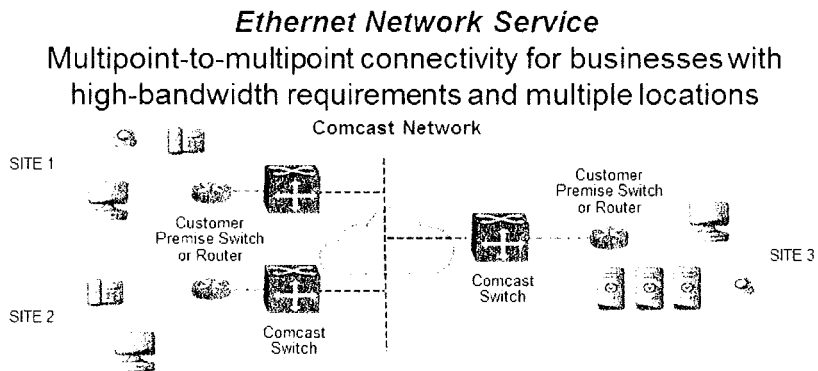 Ethernet Network Service
Multipoint-to-multipoint connectivity for businesses with
high-bandwidth requirements and multiple locations
Comcast Network
SITE 1
Customer
Premise Switch
or Router
SITE 2
Comcast
Switch
Comcast
Switch
Customer
Premise Switch
or Router
SITE 3